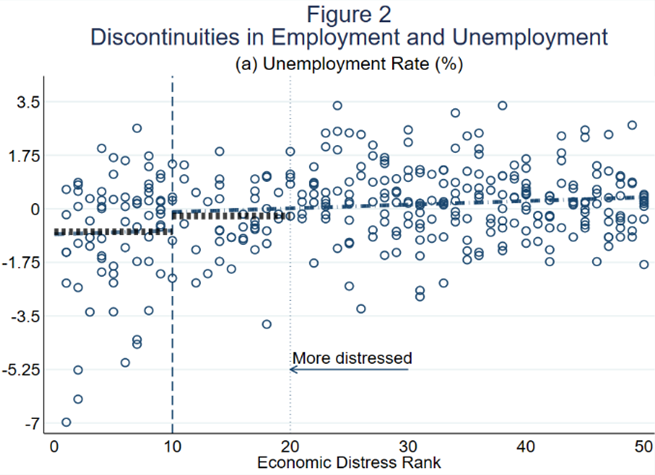 Figure 2
Discontinuities in Employment and Unemployment
(a) Unemployment Rate (%)
3.5
1.75
0
-1.75
-3.5
-5.25
-7
More distressed
0 10 20 30 40 50
Economic Distress Rank